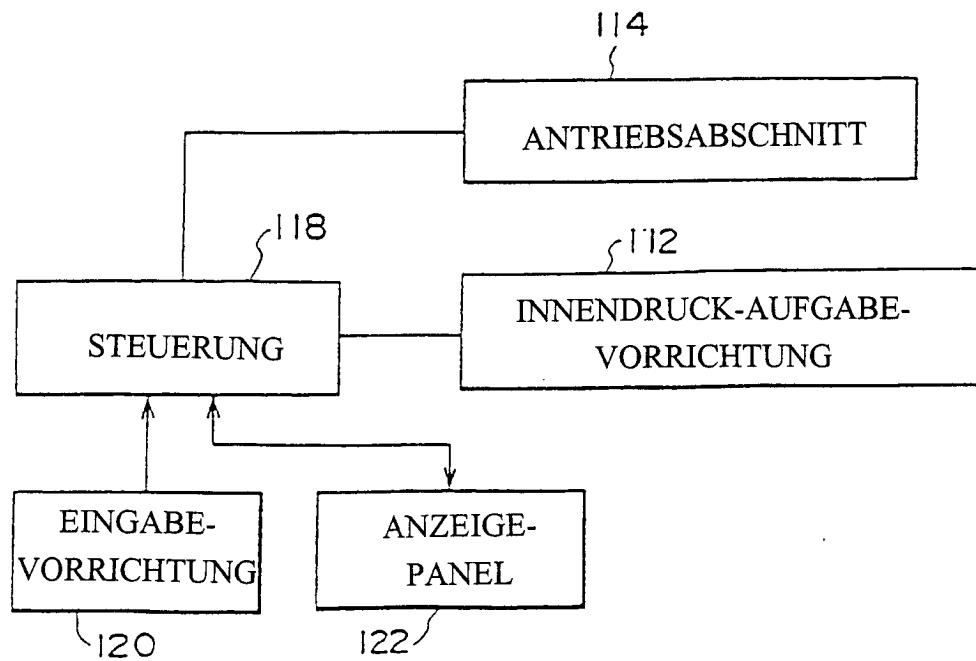 114
ANTRIEBSABSCHNITT
118
112
STEUERUNG
INNENDRUCK-AUFGABE-
VORRICHTUNG
EINGABE-
VORRICHTUNG
ANZEIGE-
PANEL
120
122